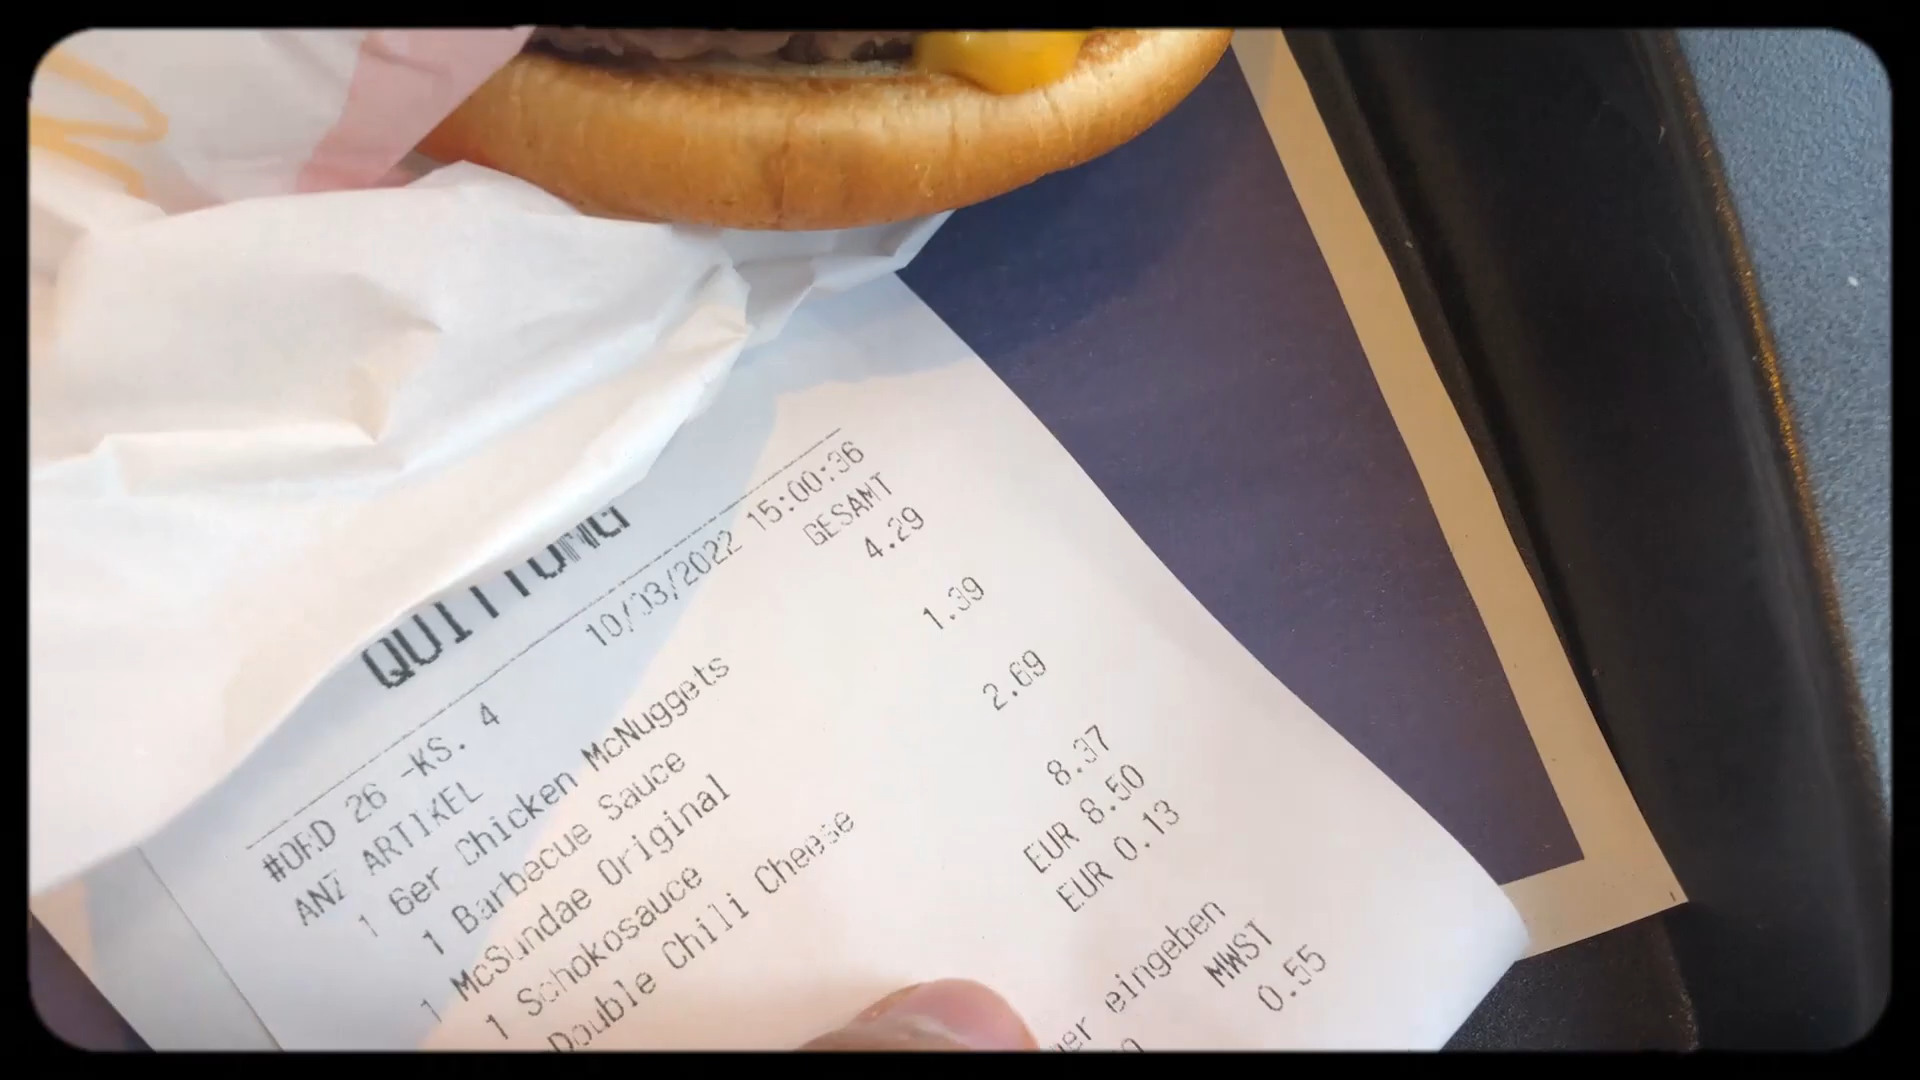 QUITTUNG
#ORD 26 -KS. 4 10/03/2022 15:00:36
ANZ ARTIKEL GESAMT
1 6er Chicken McNuggets 4.29
1 Barbecue Sauce
1 McSundae Original 1.39
1 Schokosauce
Double Chili Cheese 2.69
8.37
EUR 8.50
EUR 0.13
eingeben
MWST
0.55